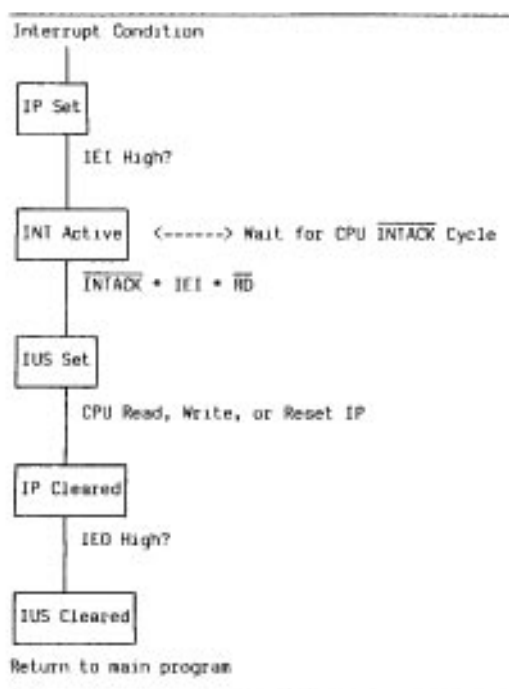 Interrupt Condition
IP Set
IEI High?
INT Active <------> Wait for CPU INTACK Cycle
INTACK * IEI * RD
IUS Set
CPU Read, Write, or Reset IP
IP Cleared
IEO High?
IUS Cleared
Return to main program